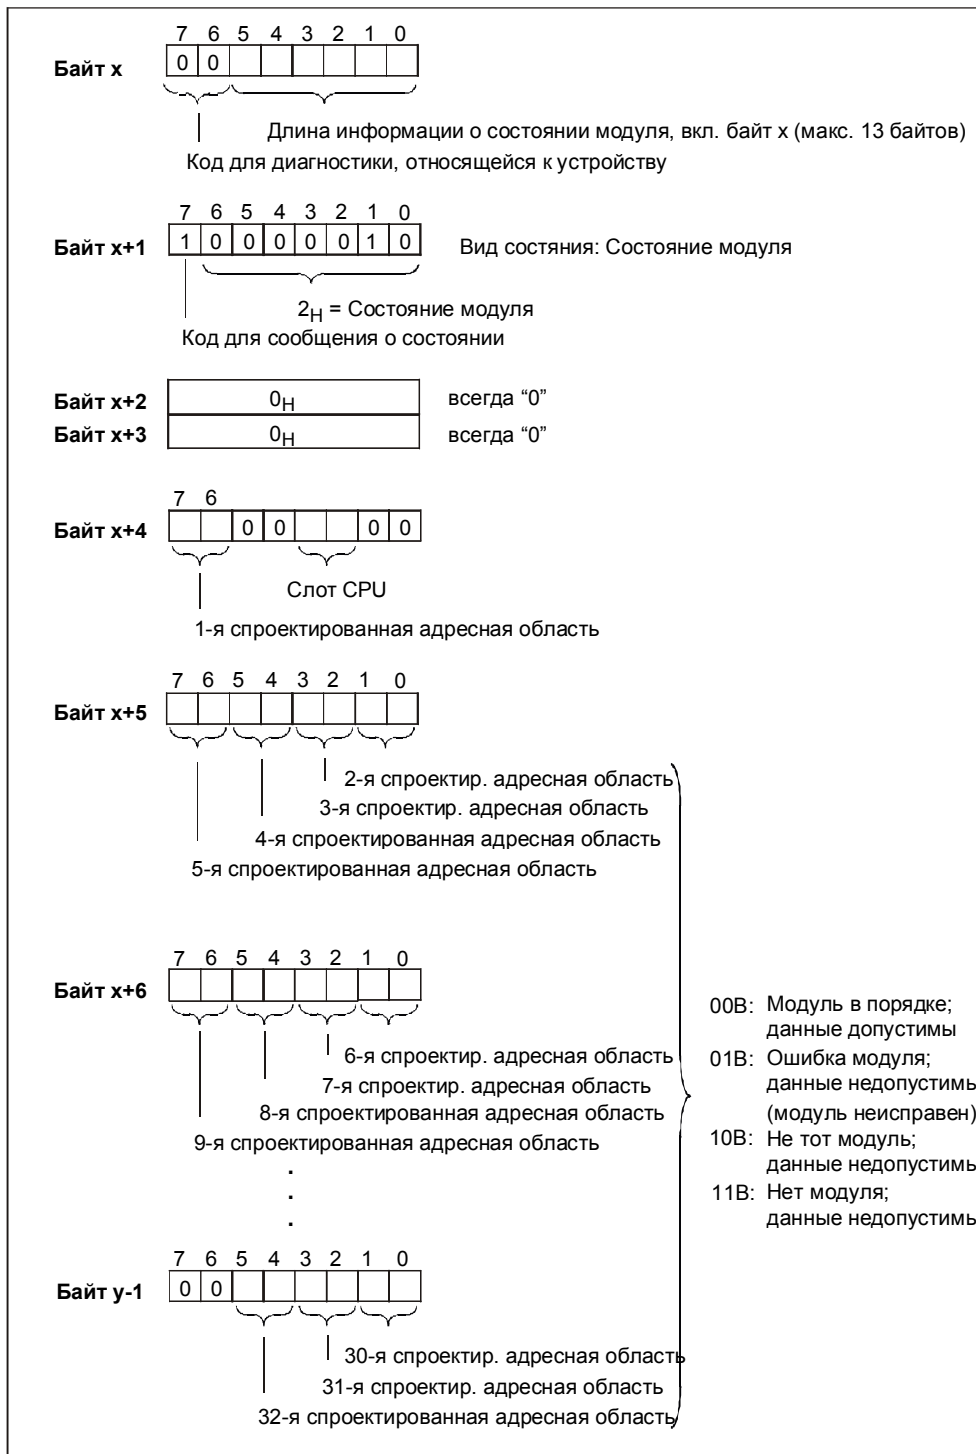 7 6 5 4 3 2 1 0
Байт x 0 0
Длина информации о состоянии модуля, вкл. байт x (макс. 13 байтов)
Код для диагностики, относящейся к устройству
7 6 5 4 3 2 1 0
Байт x+1 1 0 0 0 0 0 1 0 Вид состяния: Состояние модуля
2H = Состояние модуля
Код для сообщения о состоянии
Байт x+2 0H всегда “0”
Байт x+3 0H всегда “0”
7 6
Байт x+4 0 0 0 0
Слот CPU
1-я спроектированная адресная область
7 6 5 4 3 2 1 0
Байт x+5
2-я спроектир. адресная область
3-я спроектир. адресная область
4-я спроектированная адресная область
5-я спроектированная адресная область
7 6 5 4 3 2 1 0
Байт x+6
6-я спроектир. адресная область
7-я спроектир. адресная область
8-я спроектированная адресная область
9-я спроектированная адресная область
.
.
.
00B: Модуль в порядке;
данные допустимы
01B: Ошибка модуля;
данные недопустимы
(модуль неисправен)
10B: Не тот модуль;
данные недопустимы
11B: Нет модуля;
данные недопустимы
7 6 5 4 3 2 1 0
Байт y-1 0 0
30-я спроектир. адресная область
31-я спроектир. адресная область
32-я спроектированная адресная область